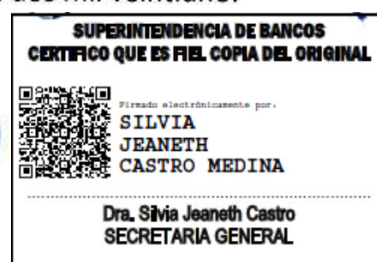 SUPERINTENDENCIA DE BANCOS
CERTIFICO QUE ES FIEL COPIA DEL ORIGINAL
Firmado electrónicamente por:
SILVIA
JEANETH
CASTRO MEDINA
Dra. Silvia Jeaneth Castro
SECRETARIA GENERAL